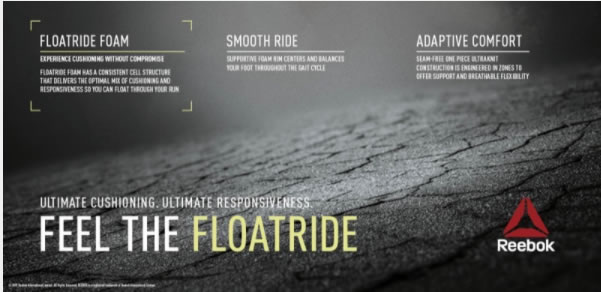 FLOATRIDE FOAM
EXPERIENCE CUSHIONING WITHOUT COMPROMISE
FLOATRIDE FOAM HAS A CONSISTENT CELL STRUCTURE
THAT DELIVERS THE OPTIMAL MIX OF CUSHIONING AND
RESPONSIVENESS SO YOU CAN FLOAT THROUGH YOUR RUN
SMOOTH RIDE
SUPPORTIVE FOAM RIM CENTERS AND BALANCES
YOUR FOOT THROUGHOUT THE GAIT CYCLE
ADAPTIVE COMFORT
SEAM-FREE ONE PIECE ULTRAKNIT
CONSTRUCTION IS ENGINEERED IN ZONES TO
OFFER SUPPORT AND BREATHABLE FLEXIBILITY
ULTIMATE CUSHIONING. ULTIMATE RESPONSIVENESS.
FEEL THE FLOATRIDE
Reebok